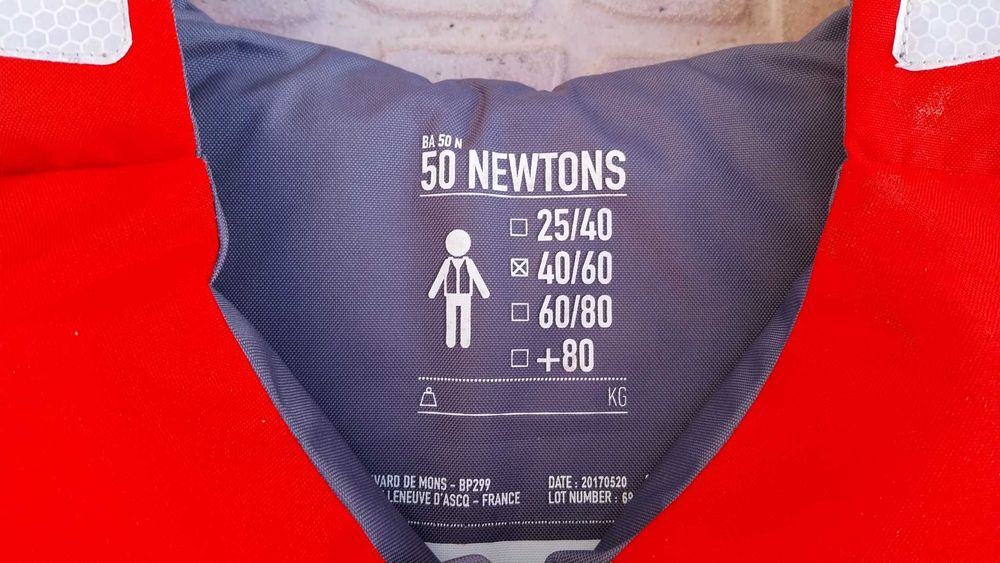 BA 50 N
50 NEWTONS
25/40
40/60
60/80
+80
KG
VARD DE MONS - BP299
LENEUVE D'ASCQ - FRANCE
DATE : 20170520
LOT NUMBER : 6